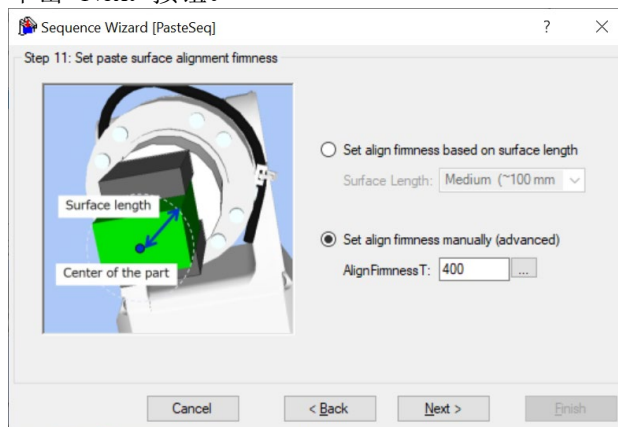 Sequence Wizard [PasteSeq]
?
Step 11: Set paste surface alignment firmness
Surface length
Center of the part
Set align firmness based on surface length
Surface Length: Medium (~100 mm
Set align firmness manually (advanced)
AlignFirmnessT: 400 ...
Cancel
< Back
Next >
Finish